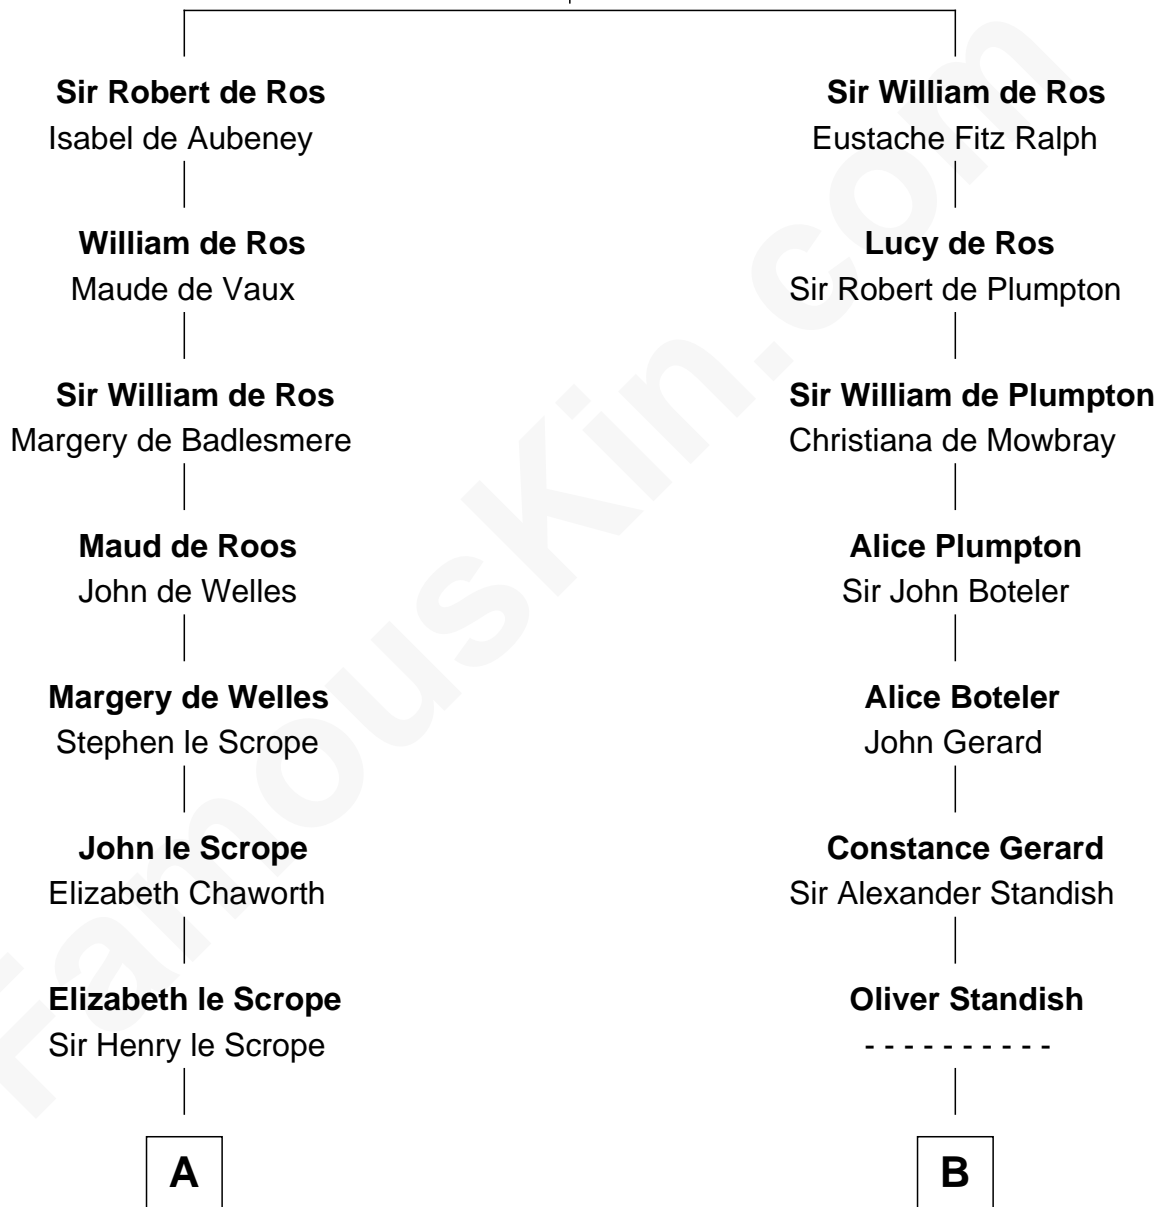 Sir Robert de Ros
Isabel de Aubeney
William de Ros
Maude de Vaux
Sir William de Ros
Margery de Badlesmere
Maud de Roos
John de Welles
Margery de Welles
Stephen le Scrope
John le Scrope
Elizabeth Chaworth
Elizabeth le Scrope
Sir Henry le Scrope
A
Sir William de Ros
Eustache Fitz Ralph
Lucy de Ros
Sir Robert de Plumpton
Sir William de Plumpton
Christiana de Mowbray
Alice Plumpton
Sir John Boteler
Alice Boteler
John Gerard
Constance Gerard
Sir Alexander Standish
Oliver Standish
- - - - - - - - - -
B
FamousKin.com